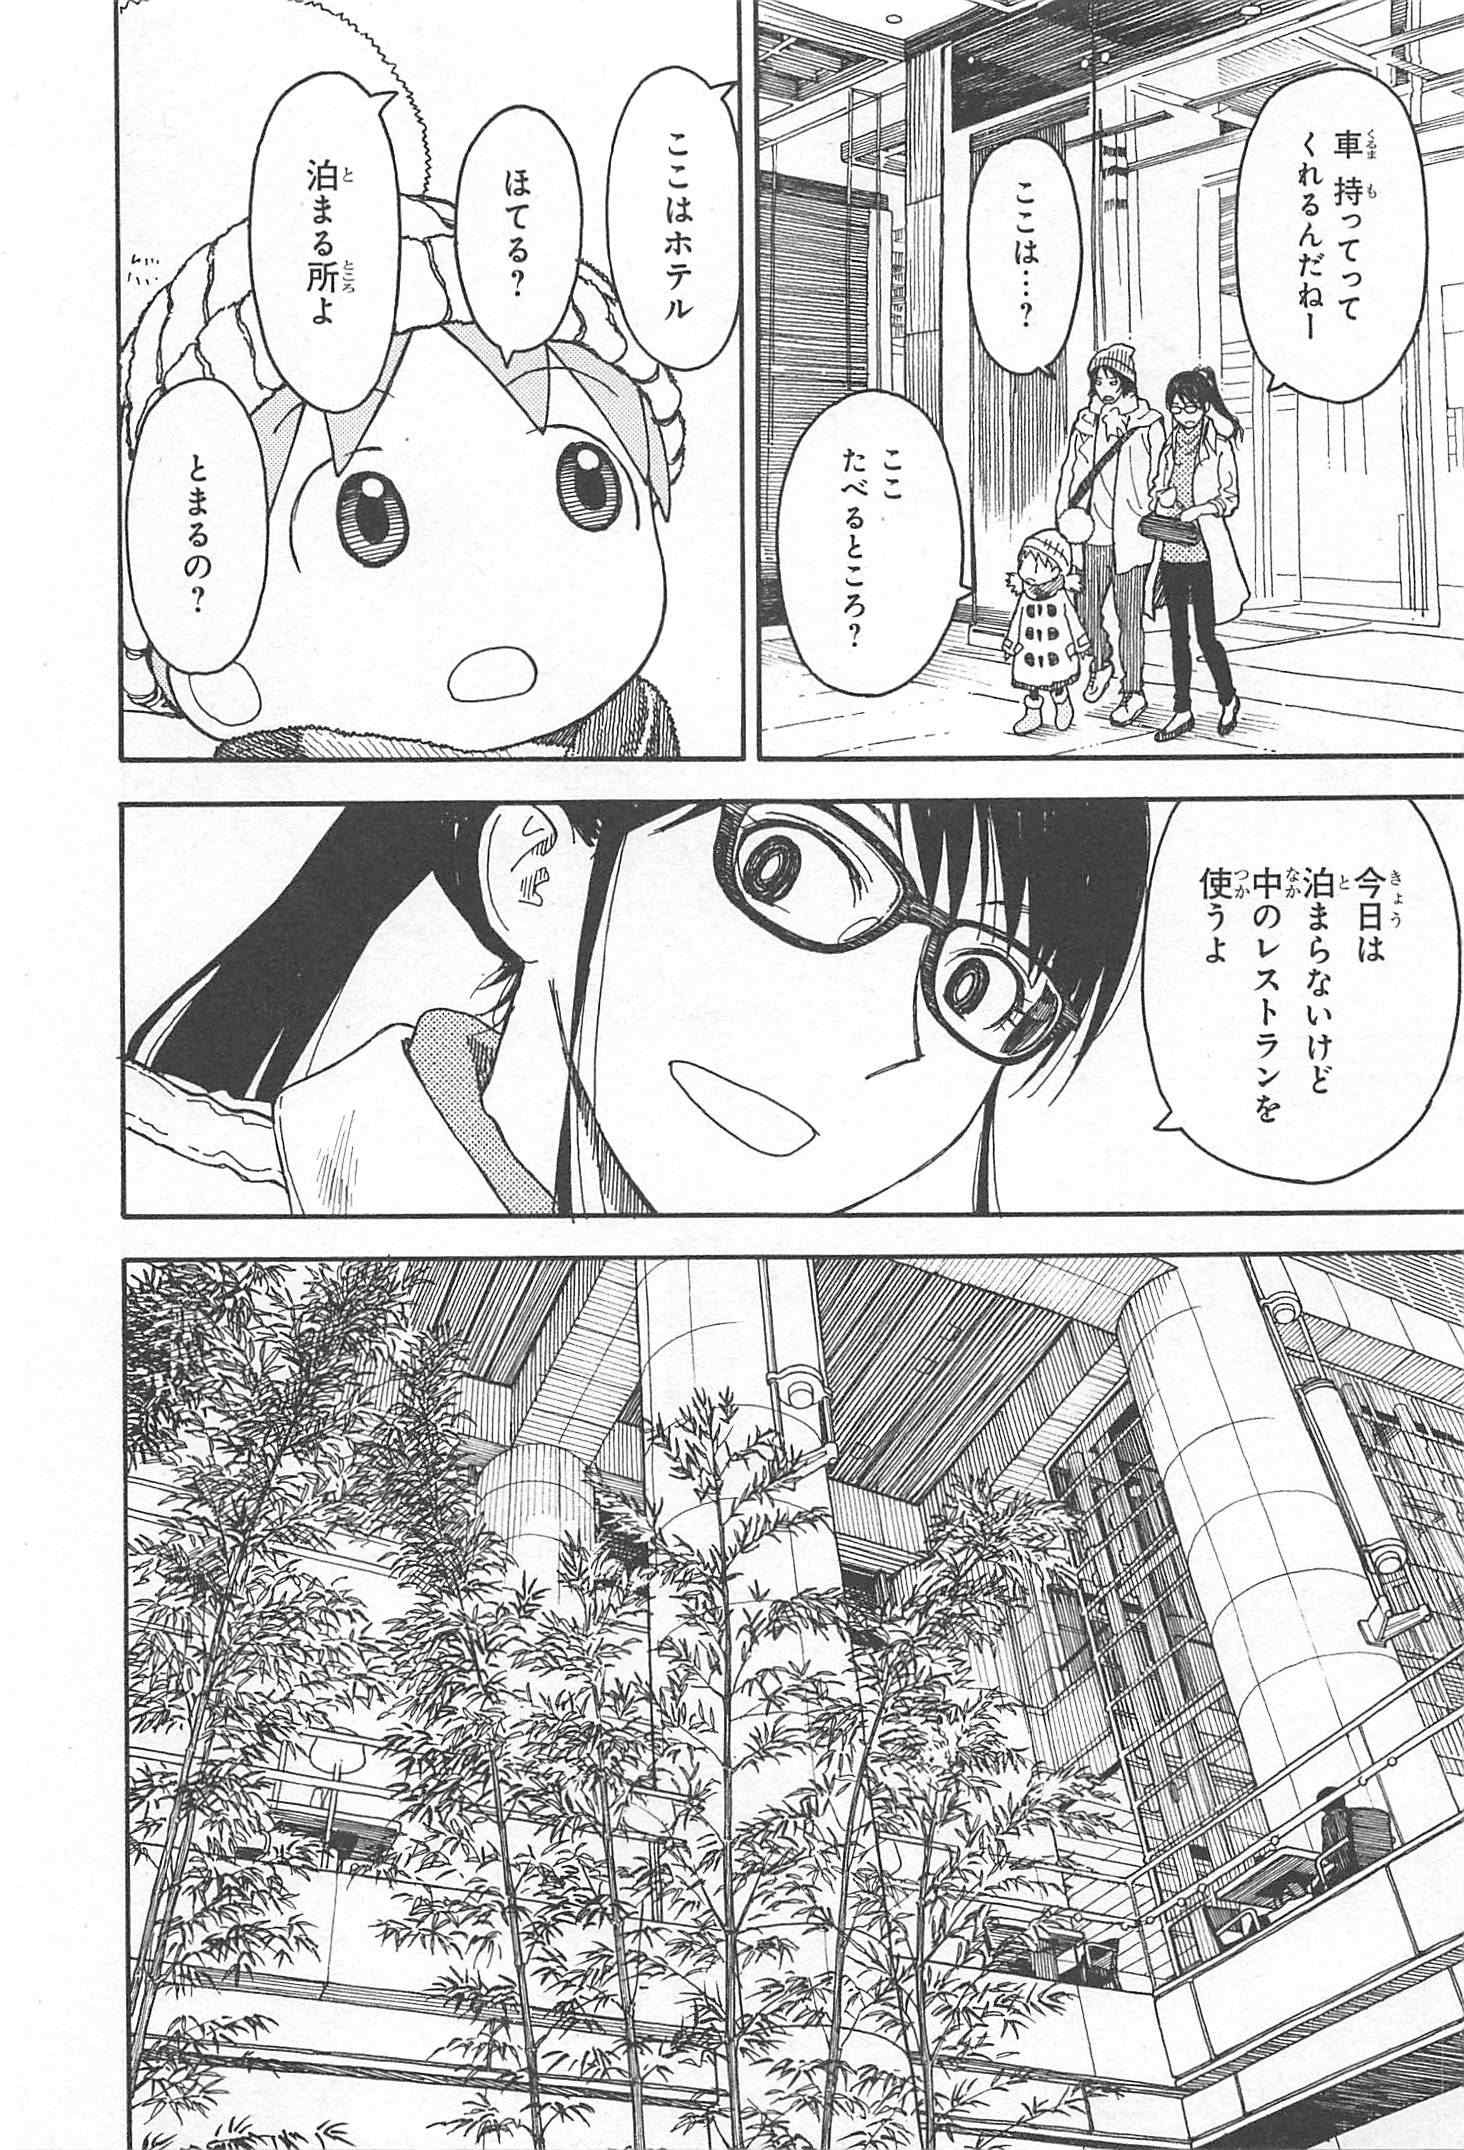 車持ってって
くれるんだねー
ここは…？
ここ
たべるところ？
ここはホテル
ほてる？
泊まる所よ
とまるの？
今日は
泊まらないけど
中のレストランを
使うよ